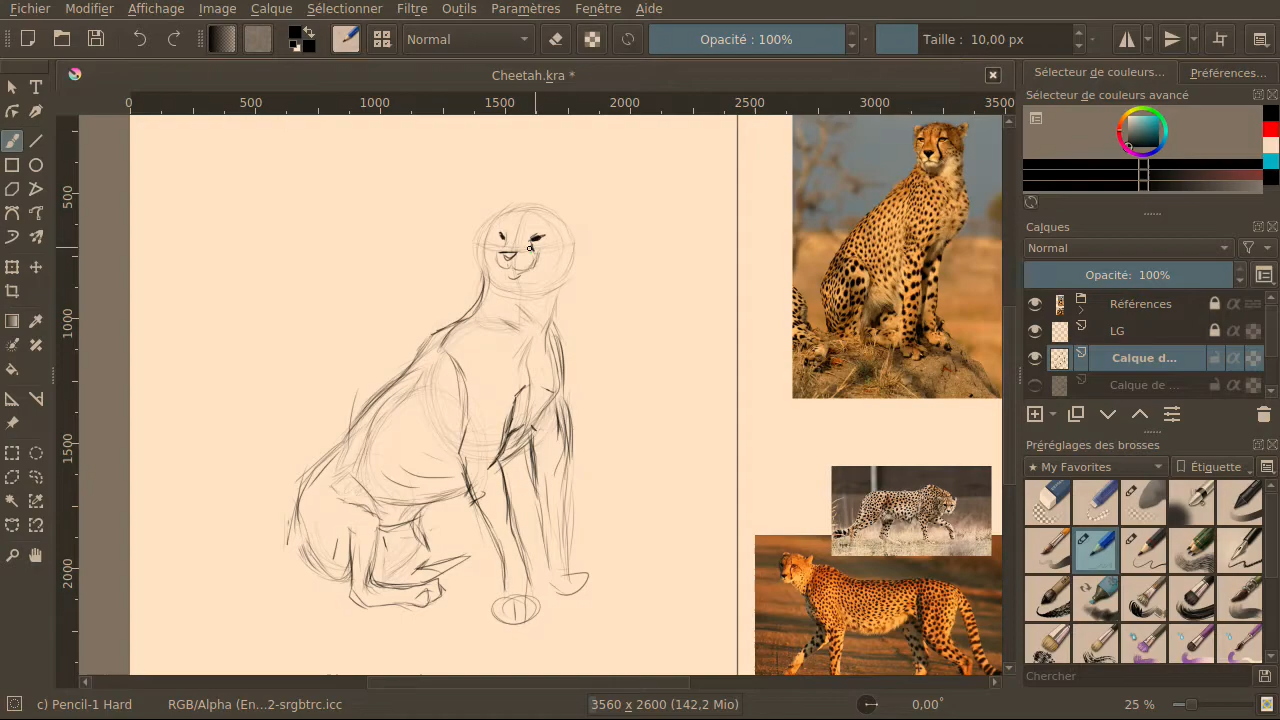 Fichier Modifier Affichage Image Calque Sélectionner Filtre Outils Paramètres Fenêtre Aide
Normal Opacité : 100% Taille : 10,00 px
Cheetah.kra *
Sélecteur de couleurs... Préférences...
0 500 1000 1500 2000 2500 3000 3500
Sélecteur de couleurs avancé
500
1000
1500
2000
Calques
Normal
Opacité: 100%
Références
LG
Calque d...
Calque de ...
Préréglages des brosses
★ My Favorites Étiquette
Chercher
c) Pencil-1 Hard RGB/Alpha (En...2-srgbtrc.icc 3560 x 2600 (142,2 Mio) 0,00° 25 %